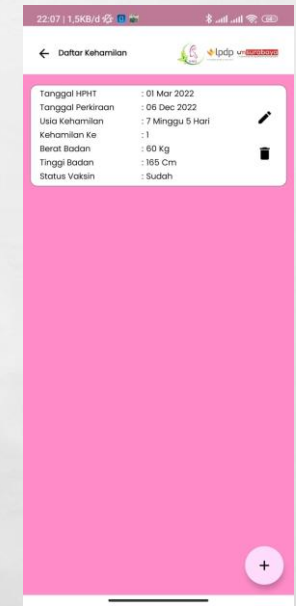 22:07 | 1,5KB/d
Daftar Kehamilan
lpdp unsurabaya
Tanggal HPHT : 01 Mar 2022
Tanggal Perkiraan : 06 Dec 2022
Usia Kehamilan : 7 Minggu 5 Hari
Kehamilan Ke : 1
Berat Badan : 60 Kg
Tinggi Badan : 165 Cm
Status Vaksin : Sudah